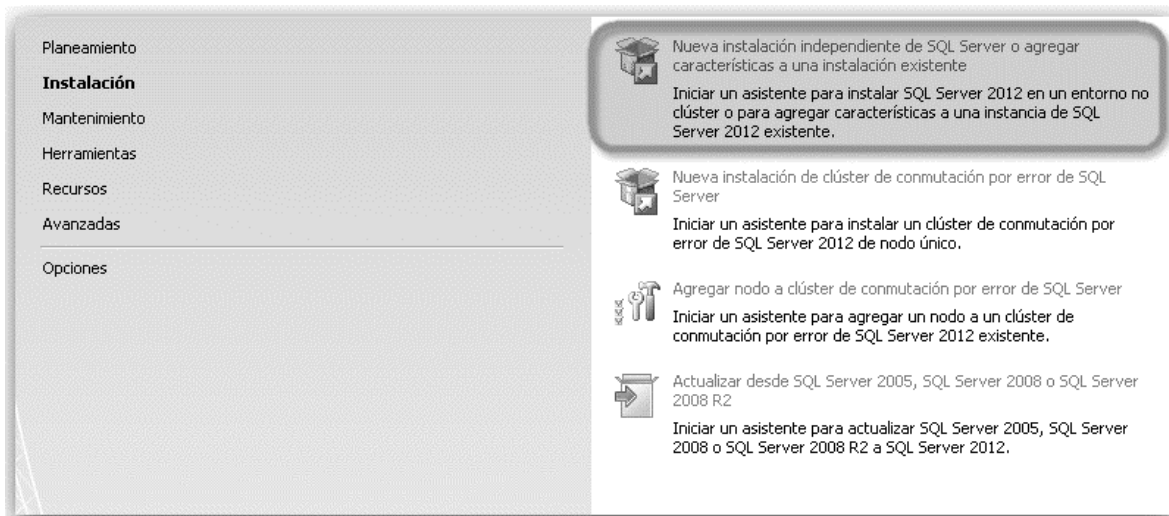 Planeamiento
Instalación
Mantenimiento
Herramientas
Recursos
Avanzadas
Opciones
Nueva instalación independiente de SQL Server o agregar
características a una instalación existente
Iniciar un asistente para instalar SQL Server 2012 en un entorno no
clúster o para agregar características a una instancia de SQL
Server 2012 existente.
Nueva instalación de clúster de conmutación por error de SQL
Server
Iniciar un asistente para instalar un clúster de conmutación por
error de SQL Server 2012 de nodo único.
Agregar nodo a clúster de conmutación por error de SQL Server
Iniciar un asistente para agregar un nodo a un clúster de
conmutación por error de SQL Server 2012 existente.
Actualizar desde SQL Server 2005, SQL Server 2008 o SQL Server
2008 R2
Iniciar un asistente para actualizar SQL Server 2005, SQL Server
2008 o SQL Server 2008 R2 a SQL Server 2012.